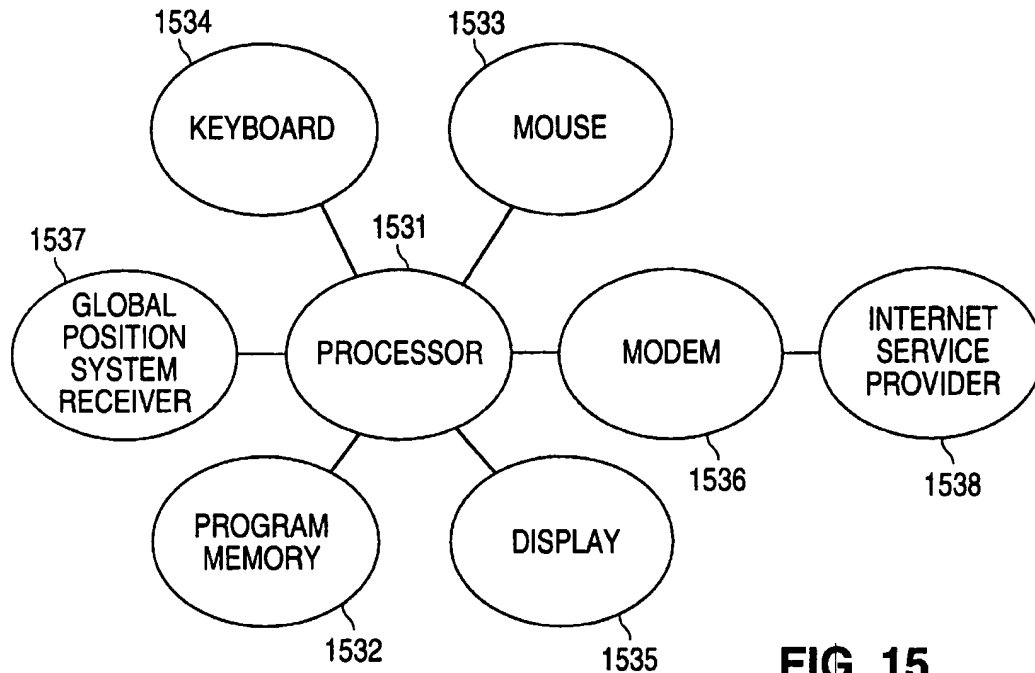 1534
KEYBOARD
1533
MOUSE
1537
GLOBAL
POSITION
SYSTEM
RECEIVER
1531
PROCESSOR
MODEM
1536
INTERNET
SERVICE
PROVIDER
1538
PROGRAM
MEMORY
1532
DISPLAY
1535
FIG. 15